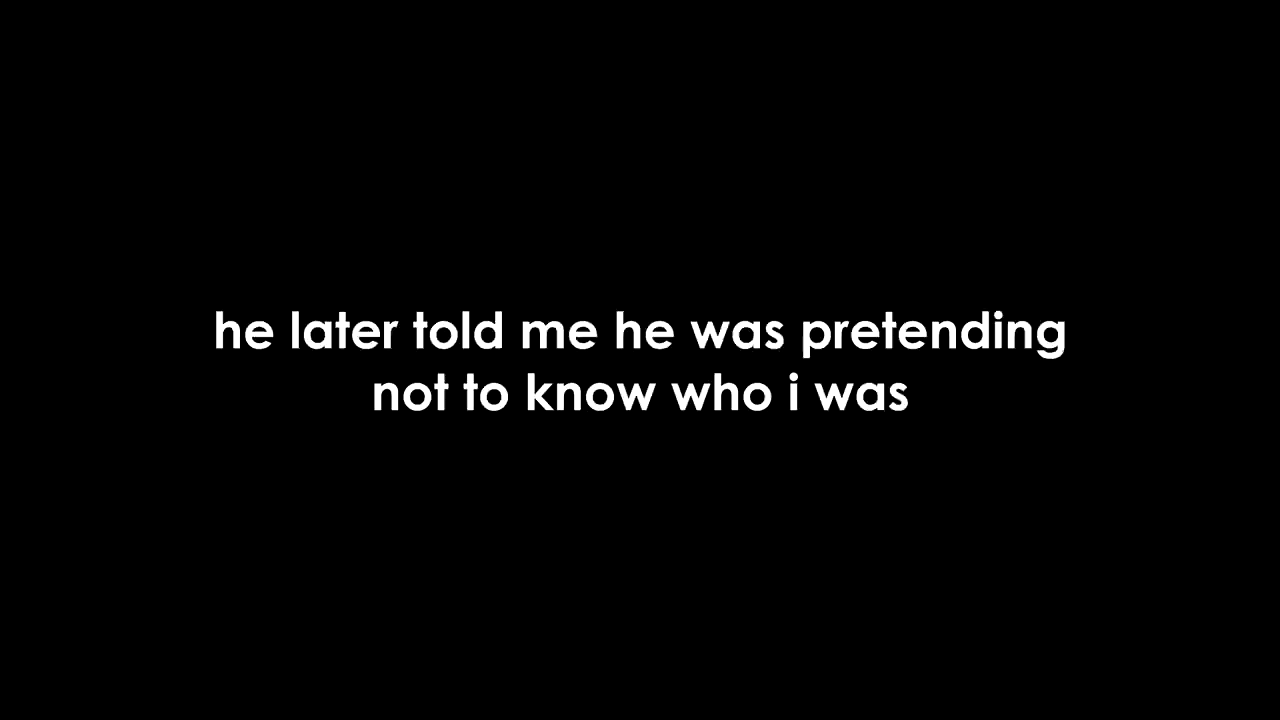 he later told me he was pretending
not to know who i was